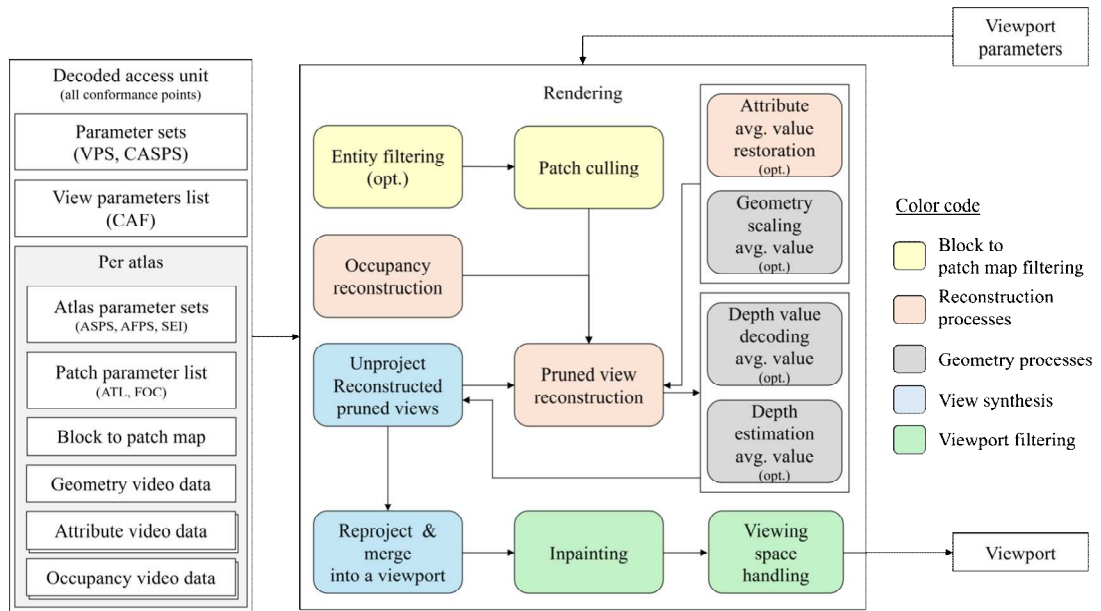 Viewport
parameters
Decoded access unit
(all conformance points)
Parameter sets
(VPS, CASPS)
View parameters list
(CAF)
Per atlas
Atlas parameter sets
(ASPS, AFPS, SEI)
Patch parameter list
(ATL, FOC)
Block to patch map
Geometry video data
Attribute video data
Occupancy video data
Rendering
Entity filtering
(opt.)
Patch culling
Attribute
avg. value
restoration
(opt.)
Geometry
scaling
avg. value
(opt.)
Occupancy
reconstruction
Unproject
Reconstructed
pruned views
Pruned view
reconstruction
Depth value
decoding
avg. value
(opt.)
Depth
estimation
avg. value
(opt.)
Reproject &
merge
into a viewport
Inpainting
Viewing
space
handling
Color code
Block to
patch map filtering
Reconstruction
processes
Geometry processes
View synthesis
Viewport filtering
Viewport